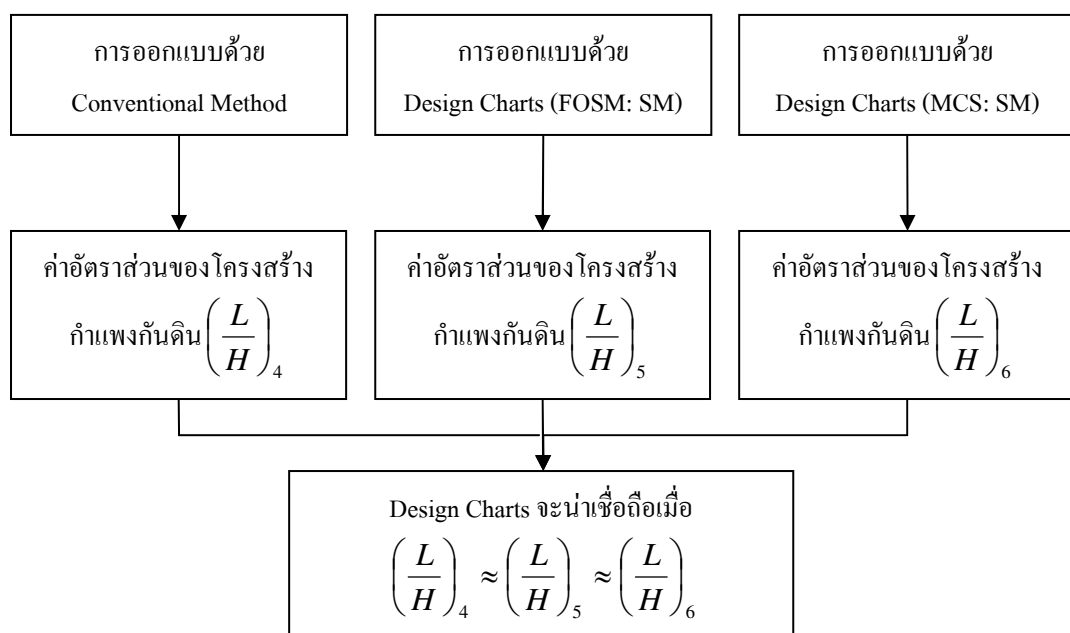 การออกแบบด้วย
Conventional Method
การออกแบบด้วย
Design Charts (FOSM: SM)
การออกแบบด้วย
Design Charts (MCS: SM)
ค่าอัตราส่วนของโครงสร้าง
กำแพงกันดิน (L/H)₄
ค่าอัตราส่วนของโครงสร้าง
กำแพงกันดิน (L/H)₅
ค่าอัตราส่วนของโครงสร้าง
กำแพงกันดิน (L/H)₆
Design Charts จะน่าเชื่อถือเมื่อ
(L/H)₄ ≈ (L/H)₅ ≈ (L/H)₆